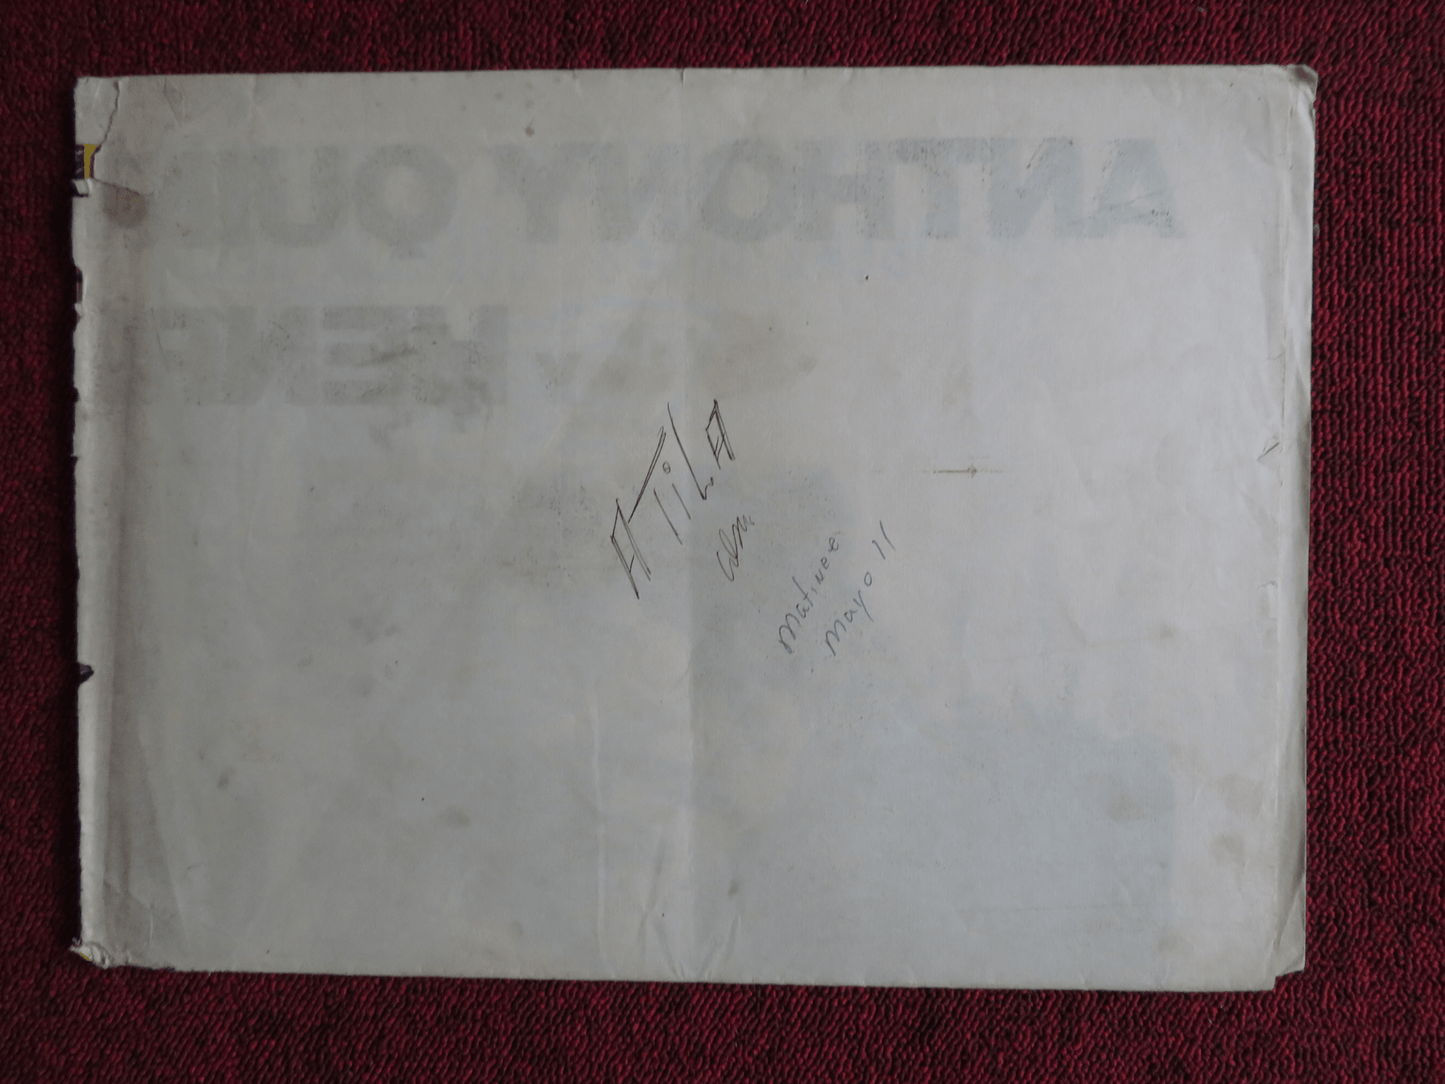 ANTHONY QUI
ATiLA
Matinee
Mayo 11